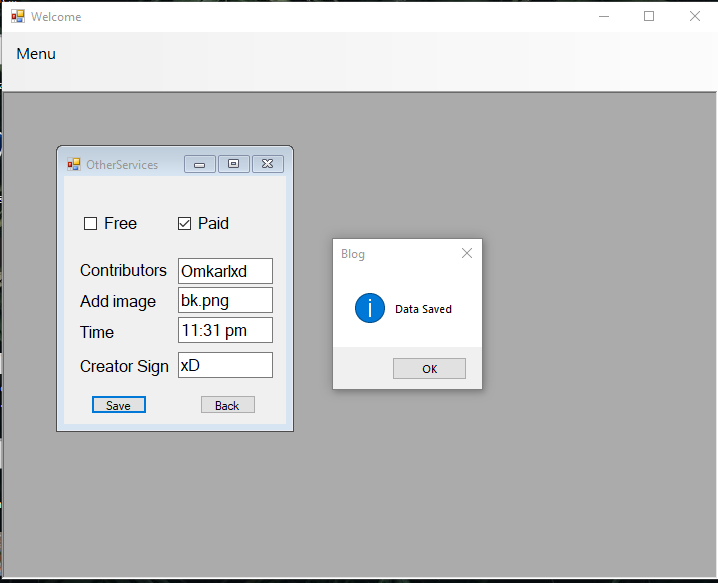 Welcome
Menu
OtherServices
Free Paid
Contributors Omkarlxd
Add image bk.png
Time 11:31 pm
Creator Sign xD
Save Back
Blog
Data Saved
OK